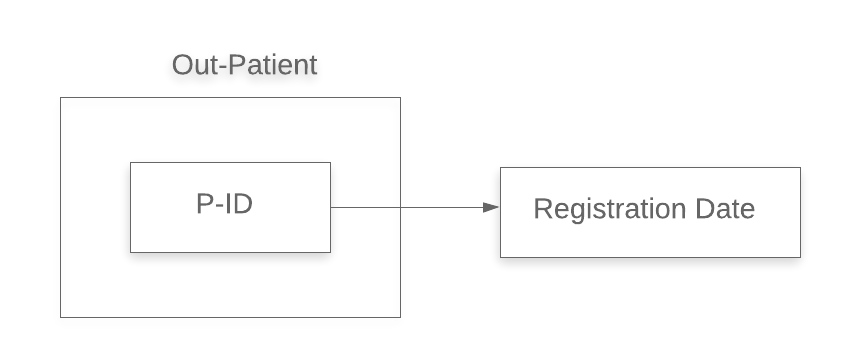 Out-Patient
P-ID
Registration Date